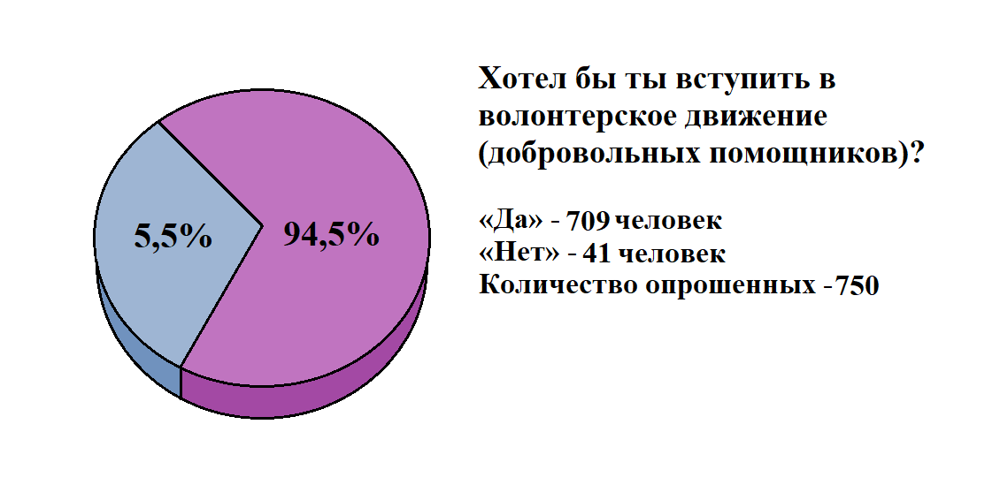 Хотел бы ты вступить в
волонтерское движение
(добровольных помощников)?
«Да» - 709 человек
«Нет» - 41 человек
Количество опрошенных -750
5,5%
94,5%